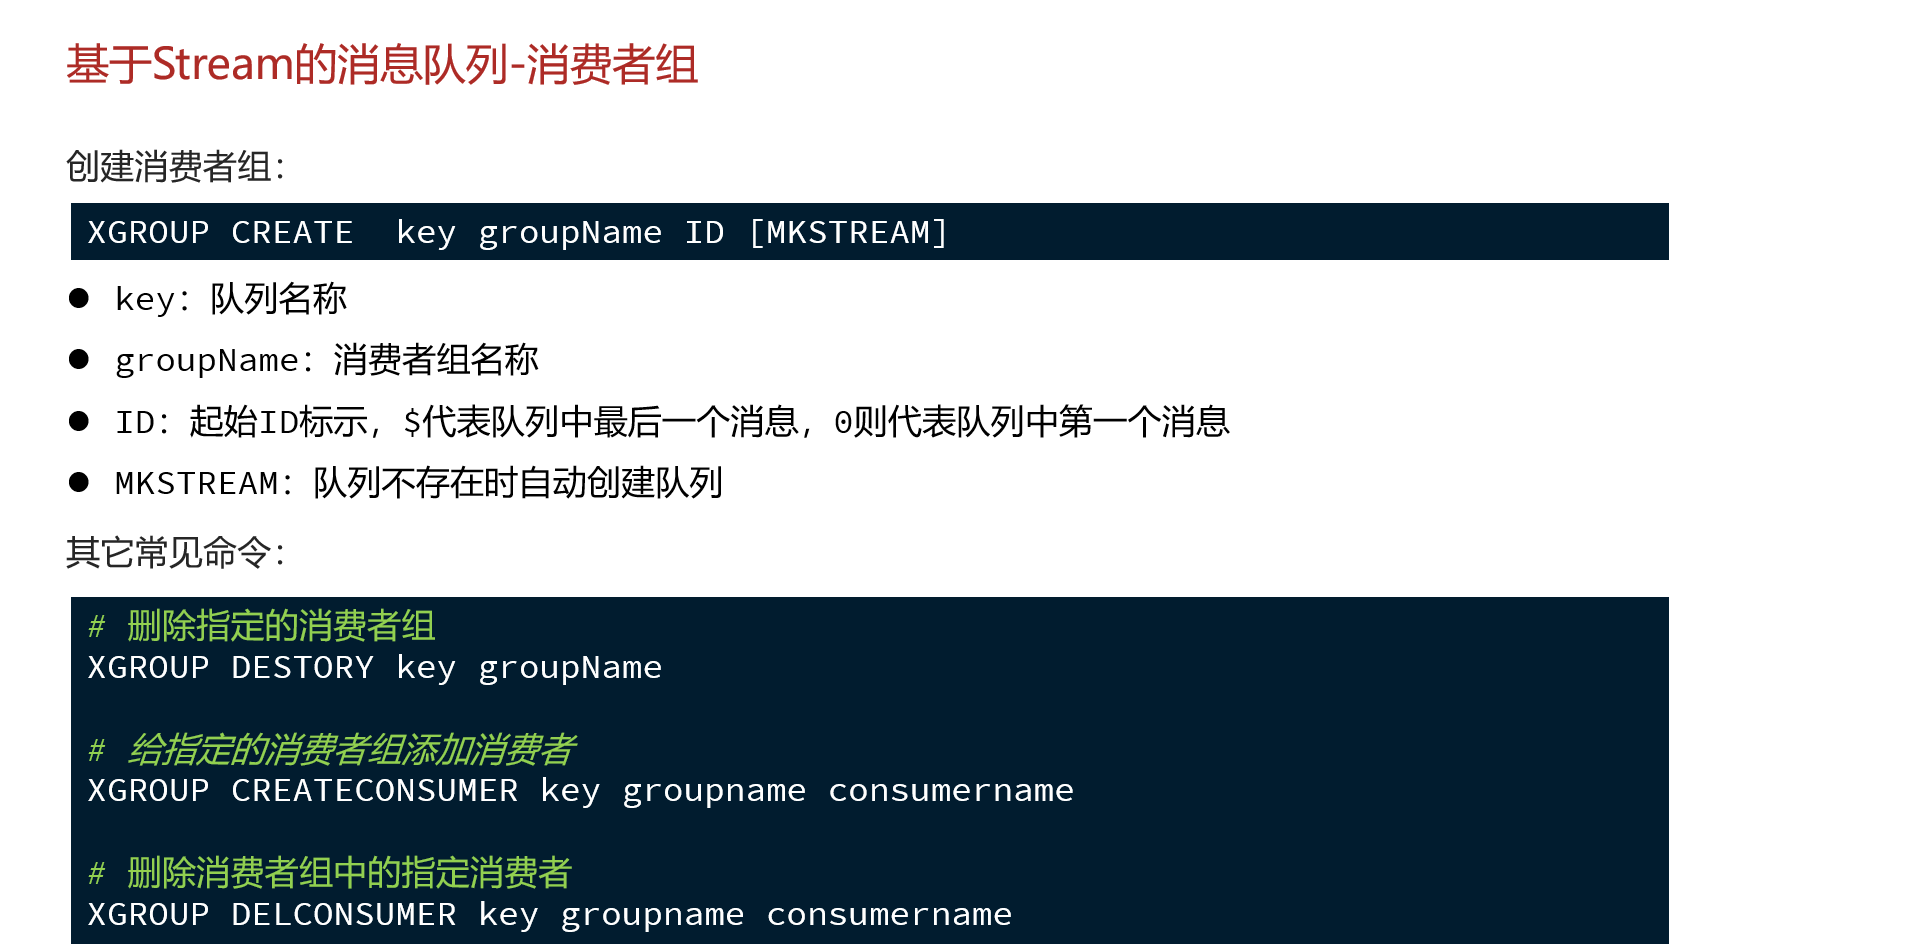 基于Stream的消息队列-消费者组
创建消费者组：
XGROUP CREATE  key groupName ID [MKSTREAM]
● key：队列名称
● groupName：消费者组名称
● ID：起始ID标示，$代表队列中最后一个消息，0则代表队列中第一个消息
● MKSTREAM：队列不存在时自动创建队列
其它常见命令：
# 删除指定的消费者组
XGROUP DESTORY key groupName
# 给指定的消费者组添加消费者
XGROUP CREATECONSUMER key groupname consumername
# 删除消费者组中的指定消费者
XGROUP DELCONSUMER key groupname consumername